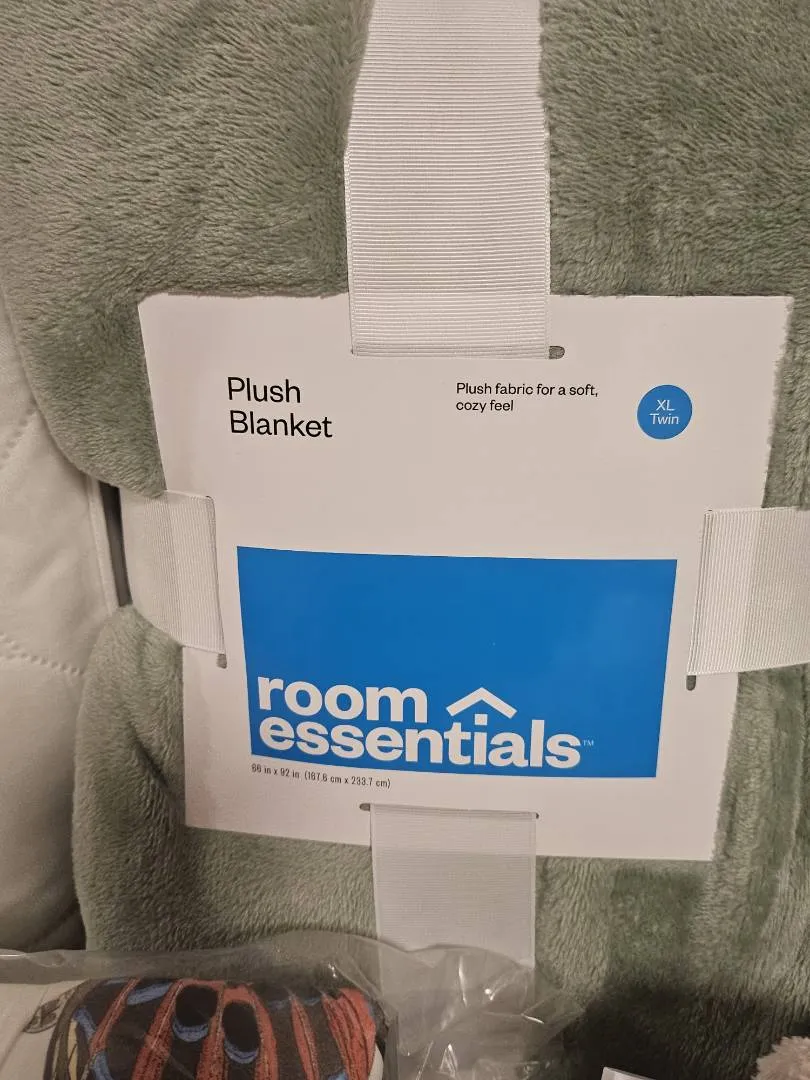 Plush
Blanket
Plush fabric for a soft,
cozy feel
XL
Twin
room
essentials™
66 in x 92 in (167.6 cm x 233.7 cm)